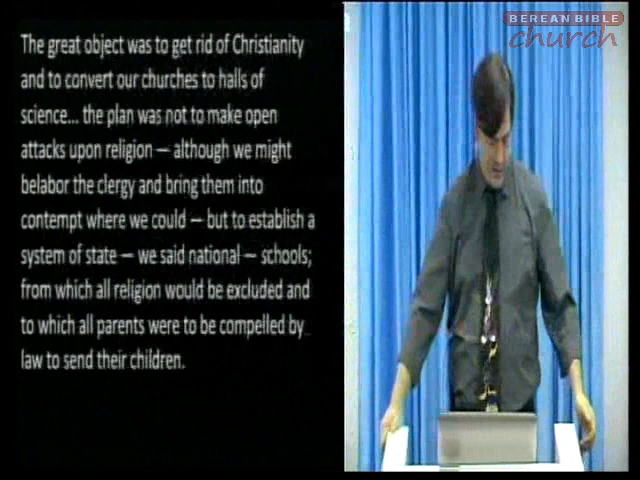 The great object was to get rid of Christianity
and to convert our churches to halls of
science... the plan was not to make open
attacks upon religion — although we might
belabor the clergy and bring them into
contempt where we could — but to establish a
system of state — we said national — schools;
from which all religion would be excluded and
to which all parents were to be compelled by
law to send their children.
BEREAN BIBLE
church